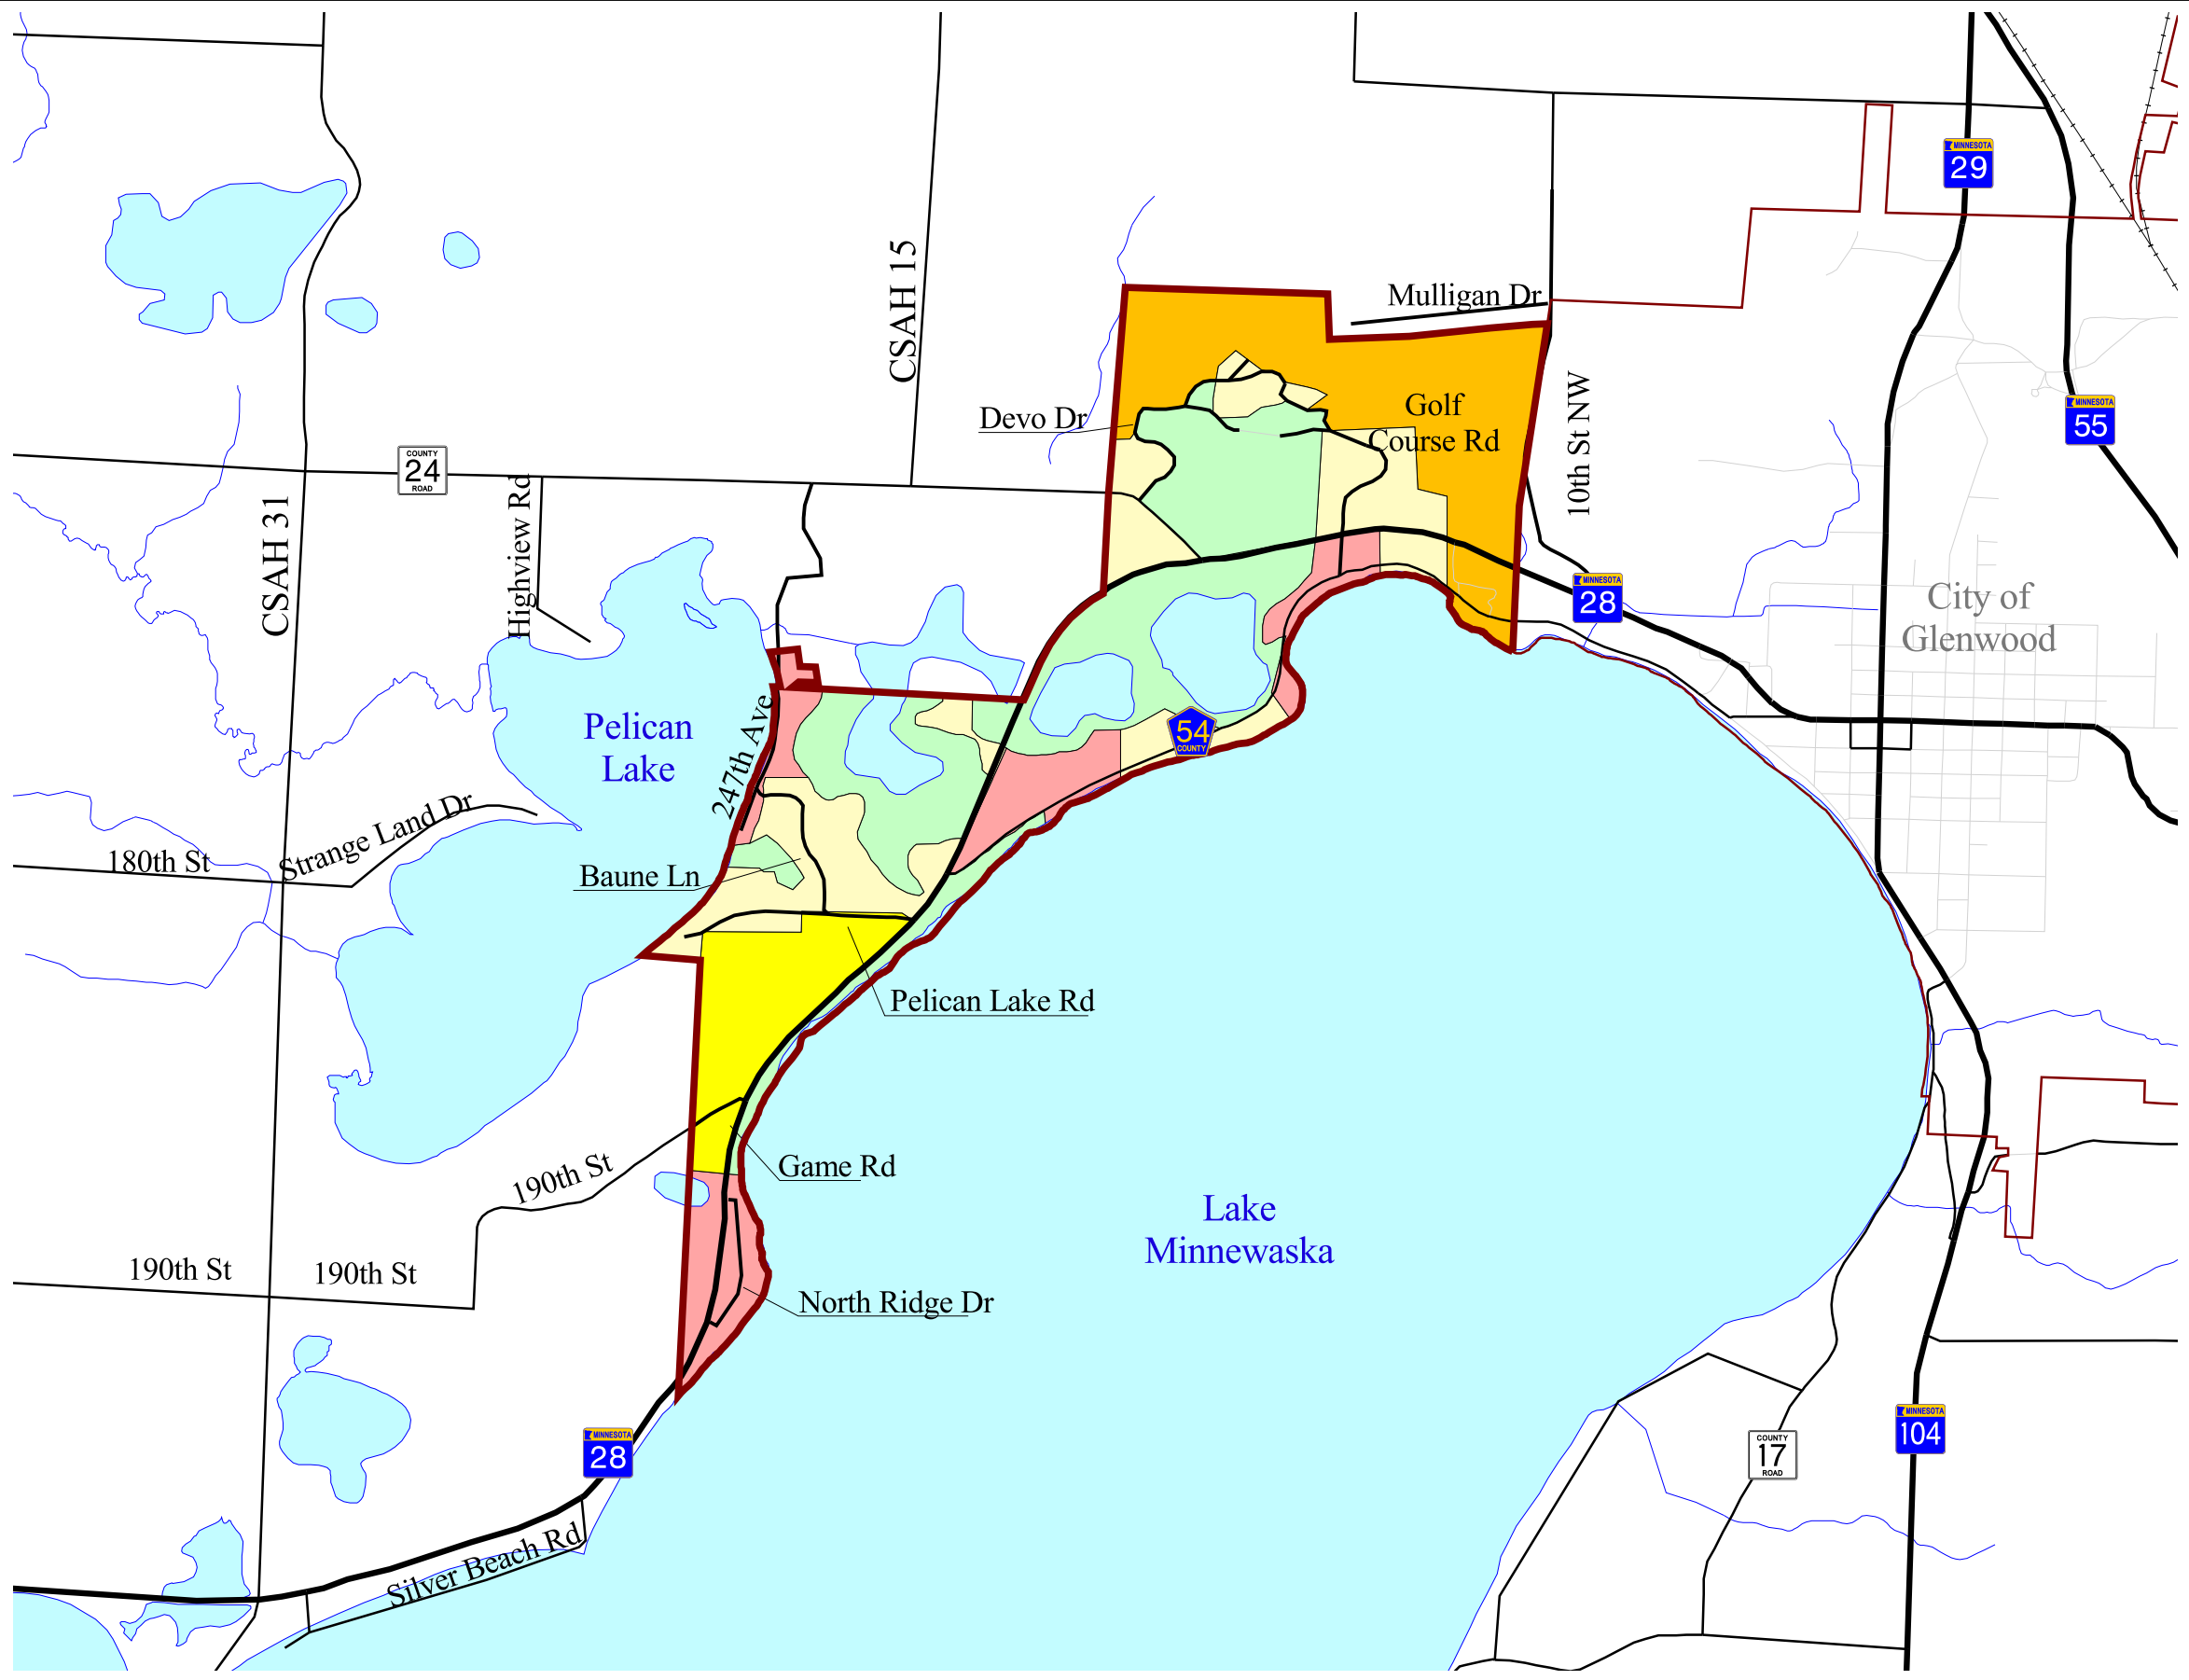 MINNESOTA
29
CSAH 15
Mulligan Dr
Devo Dr
Golf
Course Rd
10th St NW
MINNESOTA
55
COUNTY
24
ROAD
Highview Rd
CSAH 31
MINNESOTA
28
City of
Glenwood
Pelican
Lake
247th Ave
54
COUNTY
Strange Land Dr
180th St
Baune Ln
Pelican Lake Rd
Game Rd
190th St
190th St
190th St
Lake
Minnewaska
North Ridge Dr
MINNESOTA
28
MINNESOTA
104
COUNTY
17
ROAD
Silver Beach Rd